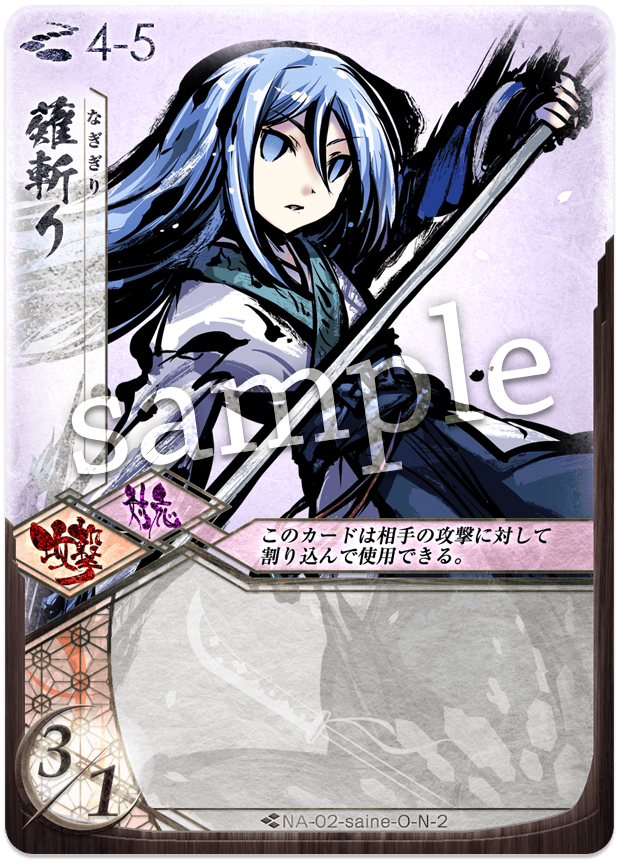 4-5
薙斬り
なぎぎり
sample
対応
攻撃
このカードは相手の攻撃に対して
割り込んで使用できる。
3/1
NA-02-saine-O-N-2